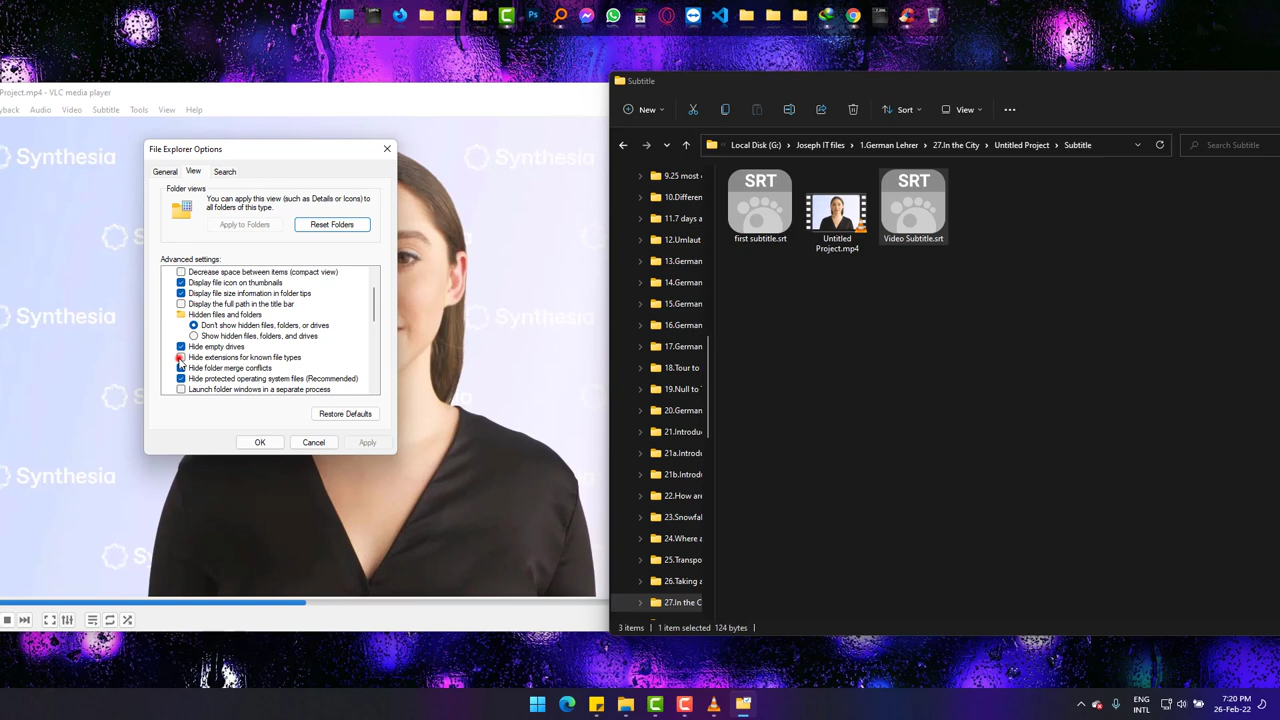 Project.mp4 - VLC media player
yback Audio Video Subtitle Tools View Help
Synthesia
Synthesia
Synthesia
File Explorer Options
General View Search
Folder views
You can apply this view (such as Details or Icons) to
all folders of this type.
Apply to Folders Reset Folders
Advanced settings:
Decrease space between items (compact view)
Display file icon on thumbnails
Display file size information in folder tips
Display the full path in the title bar
Hidden files and folders
Don't show hidden files, folders, or drives
Show hidden files, folders, and drives
Hide empty drives
Hide extensions for known file types
Hide folder merge conflicts
Hide protected operating system files (Recommended)
Launch folder windows in a separate process
Restore Defaults
OK Cancel Apply
Subtitle
New Sort View
Local Disk (G:) Joseph IT files 1.German Lehrer 27.In the City Untitled Project Subtitle
Search Subtitle
9.25 most
10.Differen
11.7 days a
12.Umlaut
13.German
14.German
15.German
16.German
17.German
18.Tour to
19.Null to
20.German
21.Introdu
21a.Introd
21b.Introd
22.How are
23.Snowfal
24.Where a
25.Transpo
26.Taking a
27.In the C
SRT
first subtitle.srt
Untitled
Project.mp4
SRT
Video Subtitle.srt
3 items 1 item selected 124 bytes
ENG
INTL
7:20 PM
26-Feb-22